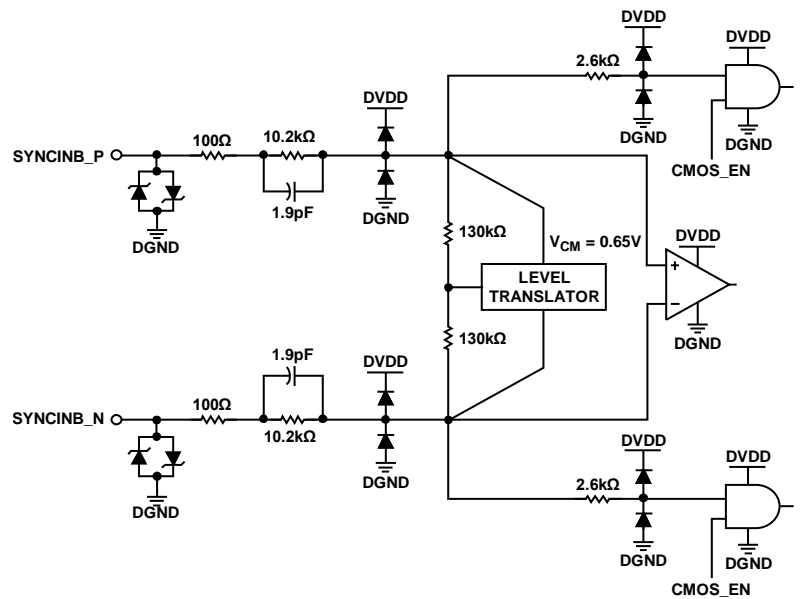 DVDD
DVDD
2.6kΩ
DVDD
DGND
DGND
100Ω
10.2kΩ
SYNCINB_P
CMOS_EN
1.9pF
DGND
DGND
130kΩ
VCM = 0.65V
DVDD
LEVEL
TRANSLATOR
+
–
130kΩ
DGND
1.9pF
DVDD
SYNCINB_N
100Ω
10.2kΩ
DVDD
DVDD
2.6kΩ
DGND
DGND
DGND
DGND
CMOS_EN